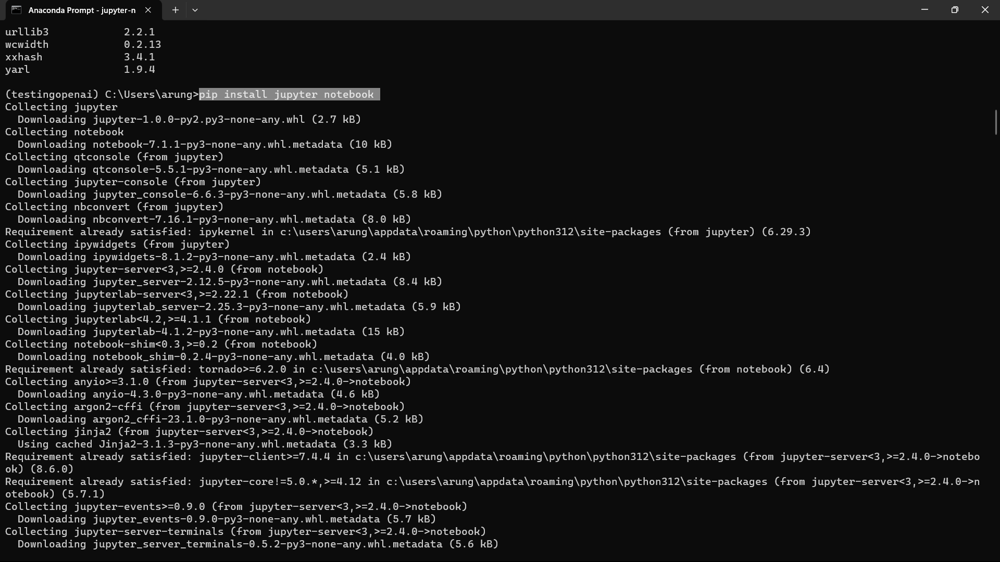 Anaconda Prompt - jupyter-n
urllib3            2.2.1
wcwidth            0.2.13
xxhash             3.4.1
yarl               1.9.4
(testingopenai) C:\Users\arung>pip install jupyter notebook
Collecting jupyter
  Downloading jupyter-1.0.0-py2.py3-none-any.whl (2.7 kB)
Collecting notebook
  Downloading notebook-7.1.1-py3-none-any.whl.metadata (10 kB)
Collecting qtconsole (from jupyter)
  Downloading qtconsole-5.5.1-py3-none-any.whl.metadata (5.1 kB)
Collecting jupyter-console (from jupyter)
  Downloading jupyter_console-6.6.3-py3-none-any.whl.metadata (5.8 kB)
Collecting nbconvert (from jupyter)
  Downloading nbconvert-7.16.1-py3-none-any.whl.metadata (8.0 kB)
Requirement already satisfied: ipykernel in c:\users\arung\appdata\roaming\python\python312\site-packages (from jupyter) (6.29.3)
Collecting ipywidgets (from jupyter)
  Downloading ipywidgets-8.1.2-py3-none-any.whl.metadata (2.4 kB)
Collecting jupyter-server<3,>=2.4.0 (from notebook)
  Downloading jupyter_server-2.12.5-py3-none-any.whl.metadata (8.4 kB)
Collecting jupyterlab-server<3,>=2.22.1 (from notebook)
  Downloading jupyterlab_server-2.25.3-py3-none-any.whl.metadata (5.9 kB)
Collecting jupyterlab<4.2,>=4.1.1 (from notebook)
  Downloading jupyterlab-4.1.2-py3-none-any.whl.metadata (15 kB)
Collecting notebook-shim<0.3,>=0.2 (from notebook)
  Downloading notebook_shim-0.2.4-py3-none-any.whl.metadata (4.0 kB)
Requirement already satisfied: tornado>=6.2.0 in c:\users\arung\appdata\roaming\python\python312\site-packages (from notebook) (6.4)
Collecting anyio>=3.1.0 (from jupyter-server<3,>=2.4.0->notebook)
  Downloading anyio-4.3.0-py3-none-any.whl.metadata (4.6 kB)
Collecting argon2-cffi (from jupyter-server<3,>=2.4.0->notebook)
  Downloading argon2_cffi-23.1.0-py3-none-any.whl.metadata (5.2 kB)
Collecting jinja2 (from jupyter-server<3,>=2.4.0->notebook)
  Using cached Jinja2-3.1.3-py3-none-any.whl.metadata (3.3 kB)
Requirement already satisfied: jupyter-client>=7.4.4 in c:\users\arung\appdata\roaming\python\python312\site-packages (from jupyter-server<3,>=2.4.0->notebo
ok) (8.6.0)
Requirement already satisfied: jupyter-core!=5.0.*,>=4.12 in c:\users\arung\appdata\roaming\python\python312\site-packages (from jupyter-server<3,>=2.4.0->n
otebook) (5.7.1)
Collecting jupyter-events>=0.9.0 (from jupyter-server<3,>=2.4.0->notebook)
  Downloading jupyter_events-0.9.0-py3-none-any.whl.metadata (5.7 kB)
Collecting jupyter-server-terminals (from jupyter-server<3,>=2.4.0->notebook)
  Downloading jupyter_server_terminals-0.5.2-py3-none-any.whl.metadata (5.6 kB)